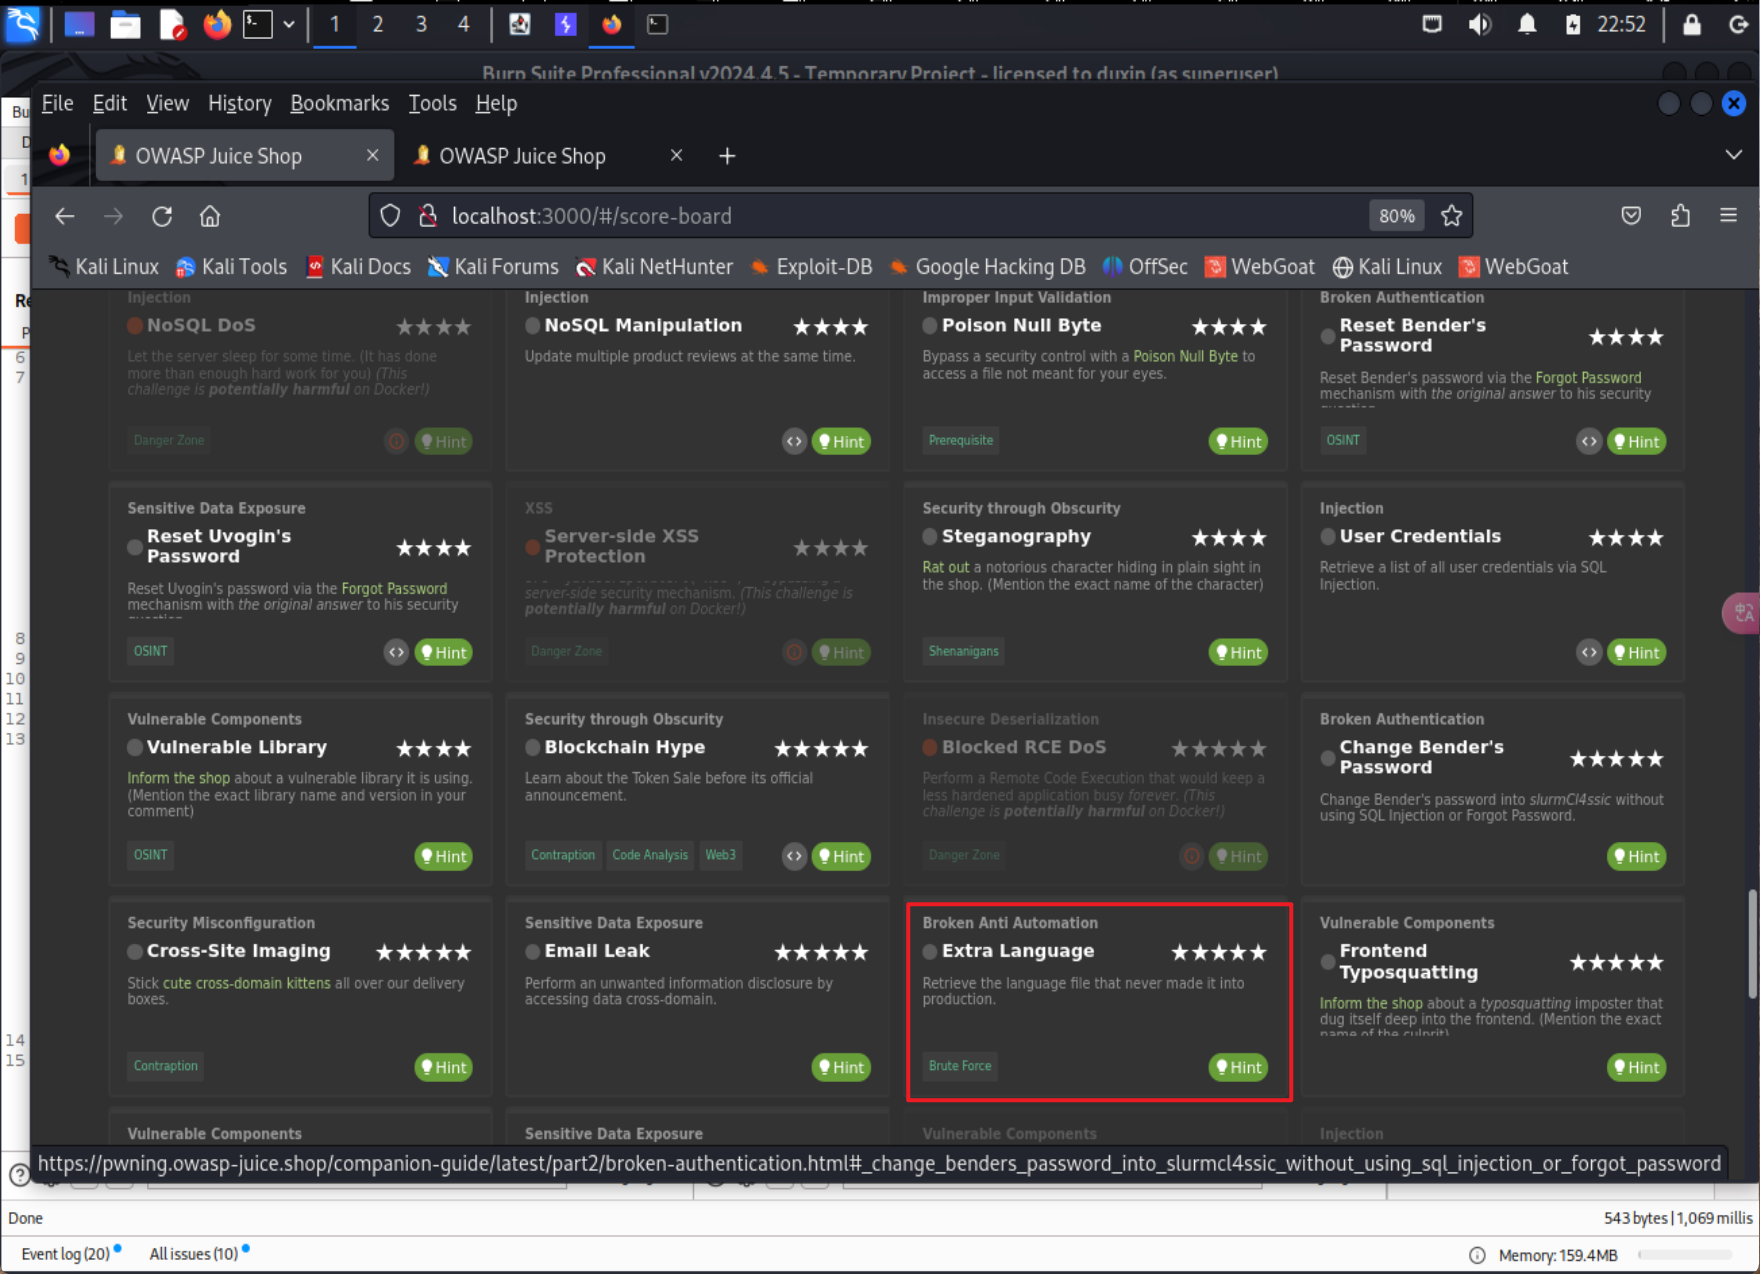 1 2 3 4 22:52
Burp Suite Professional v2024.4.5 - Temporary Project - licensed to duxin (as superuser)
Bu
File Edit View History Bookmarks Tools Help
D
OWASP Juice Shop OWASP Juice Shop
1
localhost:3000/#/score-board 80%
Kali Linux Kali Tools Kali Docs Kali Forums Kali NetHunter Exploit-DB Google Hacking DB OffSec WebGoat Kali Linux WebGoat
Re
P
6
7
Injection
NoSQL DoS ★★★★
Let the server sleep for some time. (It has done
more than enough hard work for you) (This
challenge is potentially harmful on Docker!)
Danger Zone Hint
Injection
NoSQL Manipulation ★★★★
Update multiple product reviews at the same time.
<> Hint
Improper Input Validation
Poison Null Byte ★★★★
Bypass a security control with a Poison Null Byte to
access a file not meant for your eyes.
Prerequisite Hint
Broken Authentication
Reset Bender's
Password ★★★★
Reset Bender's password via the Forgot Password
mechanism with the original answer to his security
OSINT <> Hint
Sensitive Data Exposure
Reset Uvogin's
Password ★★★★
Reset Uvogin's password via the Forgot Password
mechanism with the original answer to his security
OSINT <> Hint
XSS
Server-side XSS
Protection ★★★★
server-side security mechanism. (This challenge is
potentially harmful on Docker!)
Danger Zone Hint
Security through Obscurity
Steganography ★★★★
Rat out a notorious character hiding in plain sight in
the shop. (Mention the exact name of the character)
Shenanigans Hint
Injection
User Credentials ★★★★
Retrieve a list of all user credentials via SQL
Injection.
<> Hint
8
9
10
11
12
13
Vulnerable Components
Vulnerable Library ★★★★
Inform the shop about a vulnerable library it is using.
(Mention the exact library name and version in your
comment)
OSINT Hint
Security through Obscurity
Blockchain Hype ★★★★★
Learn about the Token Sale before its official
announcement.
Contraption Code Analysis Web3 <> Hint
Insecure Deserialization
Blocked RCE DoS ★★★★★
Perform a Remote Code Execution that would keep a
less hardened application busy forever. (This
challenge is potentially harmful on Docker!)
Danger Zone Hint
Broken Authentication
Change Bender's
Password ★★★★★
Change Bender's password into slurmCl4ssic without
using SQL Injection or Forgot Password.
Hint
Security Misconfiguration
Cross-Site Imaging ★★★★★
Stick cute cross-domain kittens all over our delivery
boxes.
Contraption Hint
Sensitive Data Exposure
Email Leak ★★★★★
Perform an unwanted information disclosure by
accessing data cross-domain.
Hint
Broken Anti Automation
Extra Language ★★★★★
Retrieve the language file that never made it into
production.
Brute Force Hint
Vulnerable Components
Frontend
Typosquatting ★★★★★
Inform the shop about a typosquatting imposter that
dug itself deep into the frontend. (Mention the exact
name of the culprit)
Hint
14
15
Vulnerable Components Sensitive Data Exposure Vulnerable Components Injection
https://pwning.owasp-juice.shop/companion-guide/latest/part2/broken-authentication.html#_change_benders_password_into_slurmcl4ssic_without_using_sql_injection_or_forgot_password
Done 543 bytes | 1,069 millis
Event log (20) All issues (10) Memory: 159.4MB